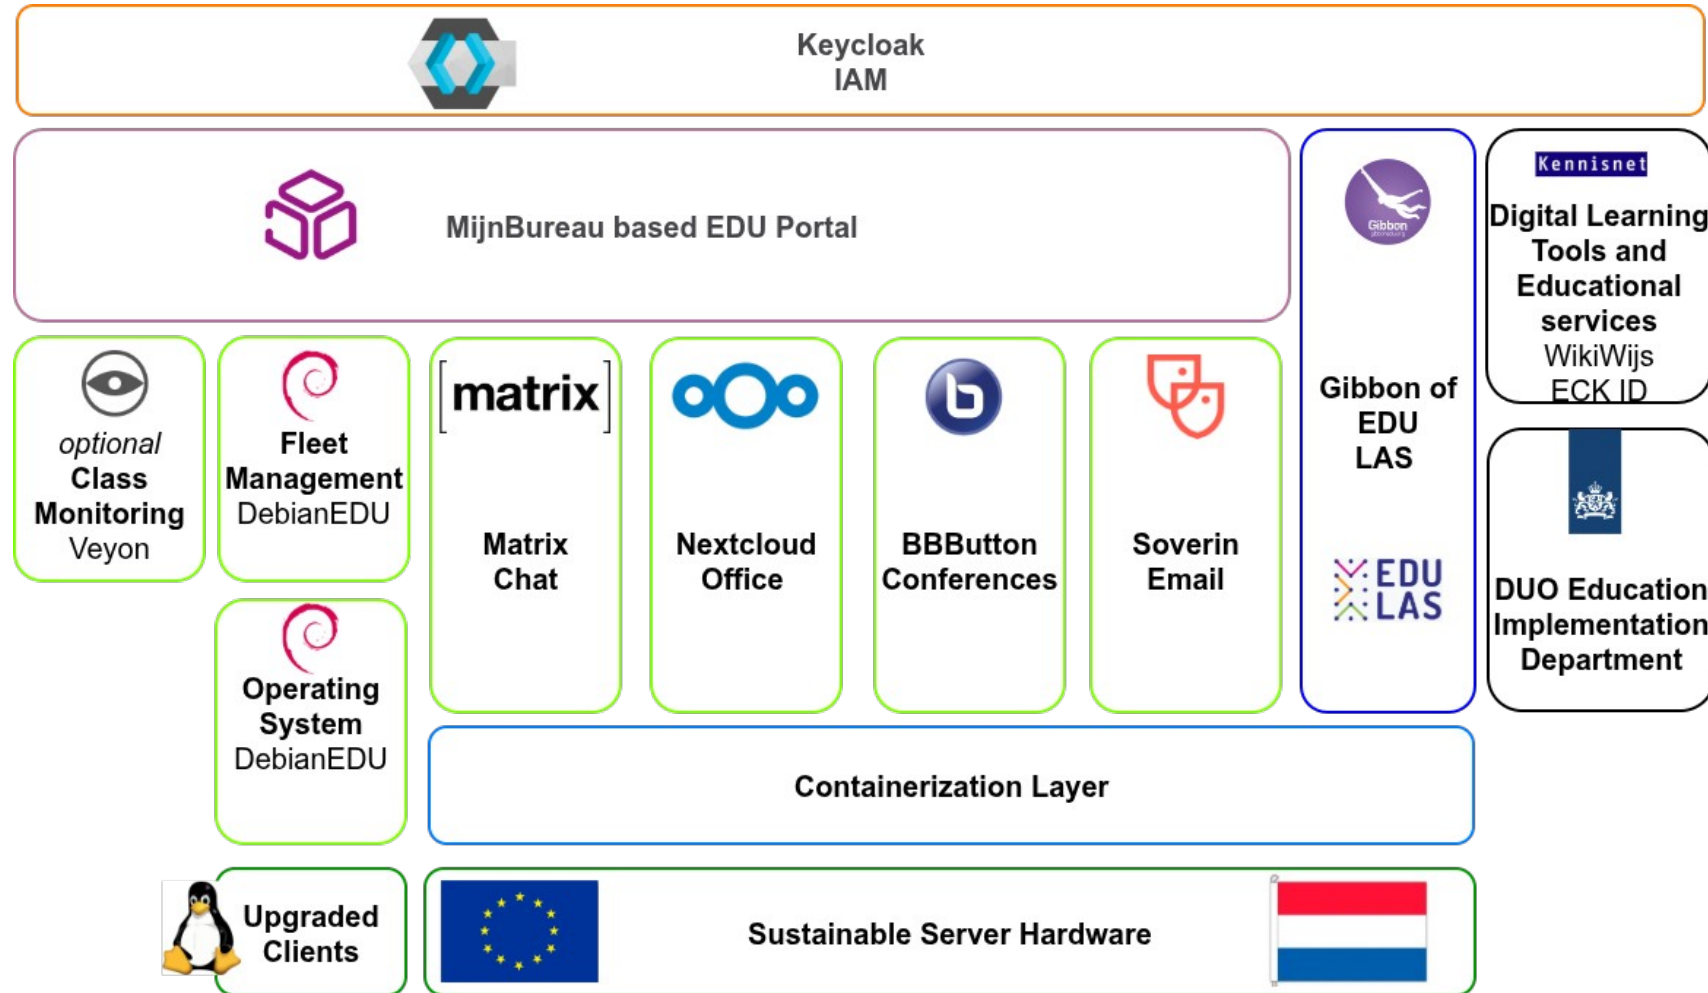 Keycloak
IAM
MijnBureau based EDU Portal
Gibbon
Gibbon of
EDU
LAS
EDU
LAS
Kennisnet
Digital Learning
Tools and
Educational
services
WikiWijs
ECK ID
DUO Education
Implementation
Department
optional
Class
Monitoring
Veyon
Fleet
Management
DebianEDU
Operating
System
DebianEDU
[matrix]
Matrix
Chat
Nextcloud
Office
b
BBButton
Conferences
Soverin
Email
Containerization Layer
Upgraded
Clients
Sustainable Server Hardware